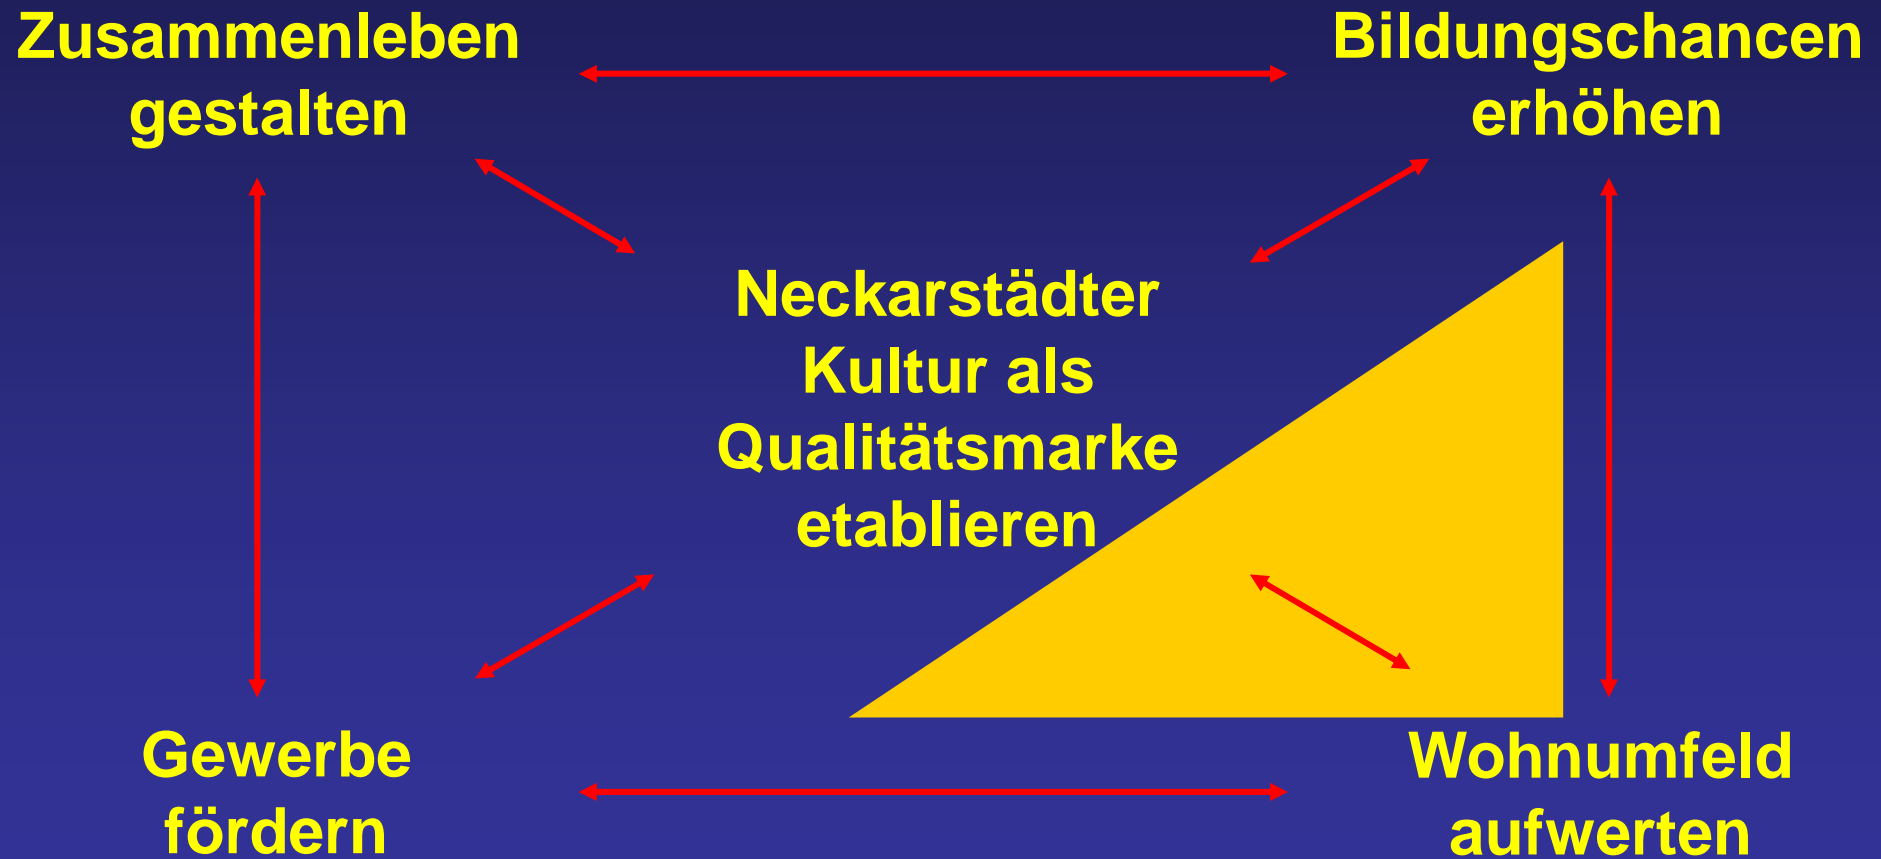 Zusammenleben
gestalten
Bildungschancen
erhöhen
Neckarstädter
Kultur als
Qualitätsmarke
etablieren
Gewerbe
fördern
Wohnumfeld
aufwerten